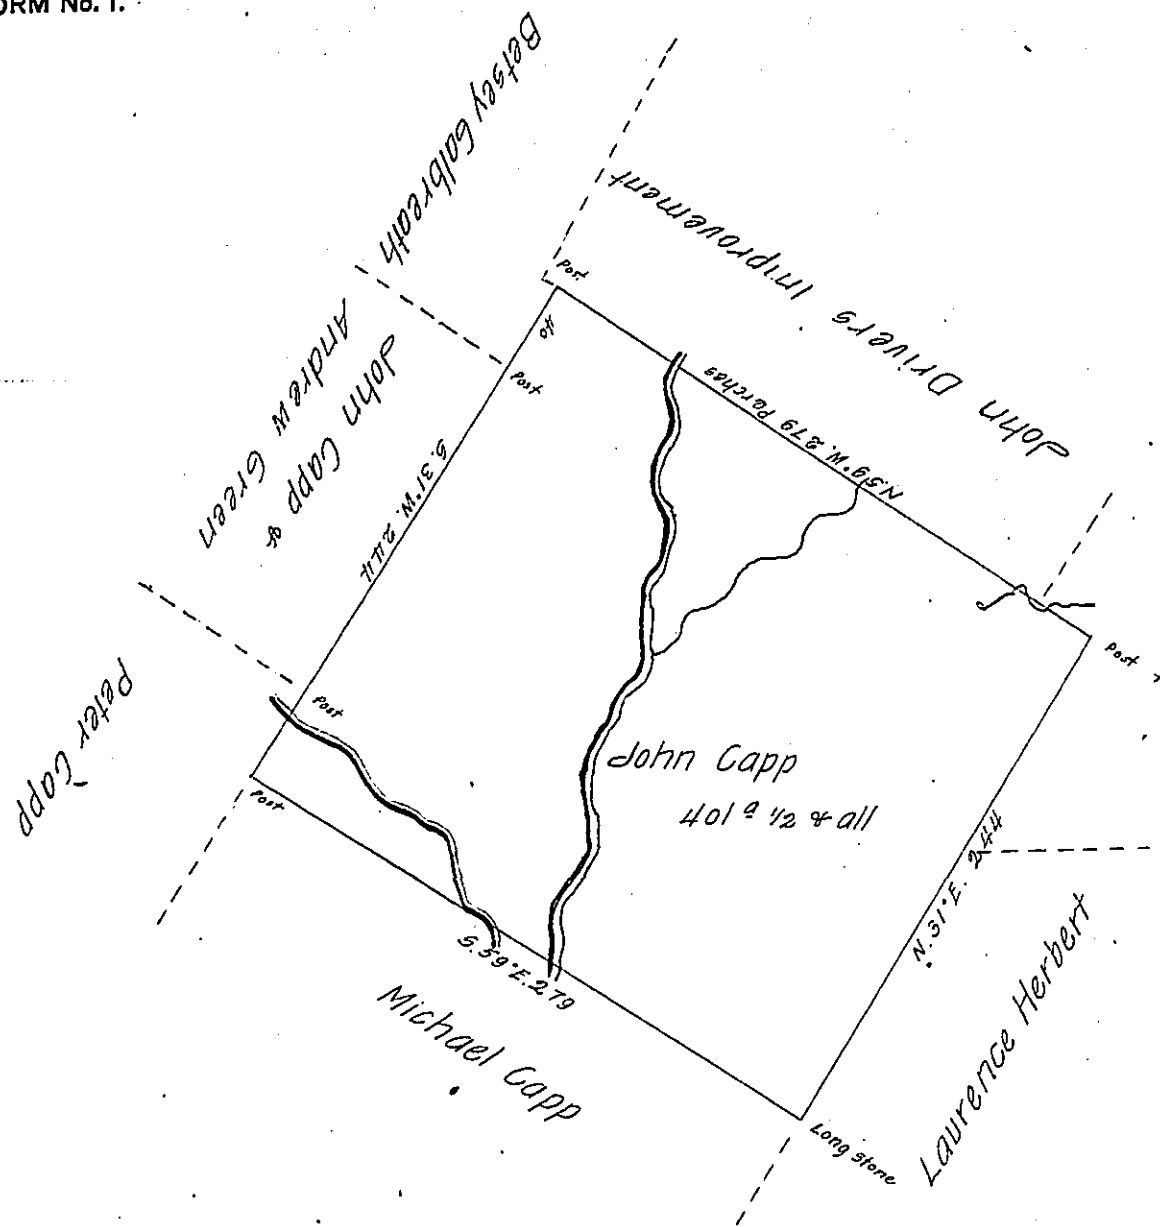 ORM No. 1.
Betsey Galbreath
John Drivers Improvement
Post
40
Post
John Capp &
Andrew Green
S. 31° W. 244
N. 59° W. 279 Perches
Post
Peter Capp
Post
Post
John Capp
401 a 1/2 & all
N. 31° E. 244
S. 59° E. 279
Michael Capp
Laurence Herbert
Long Stone